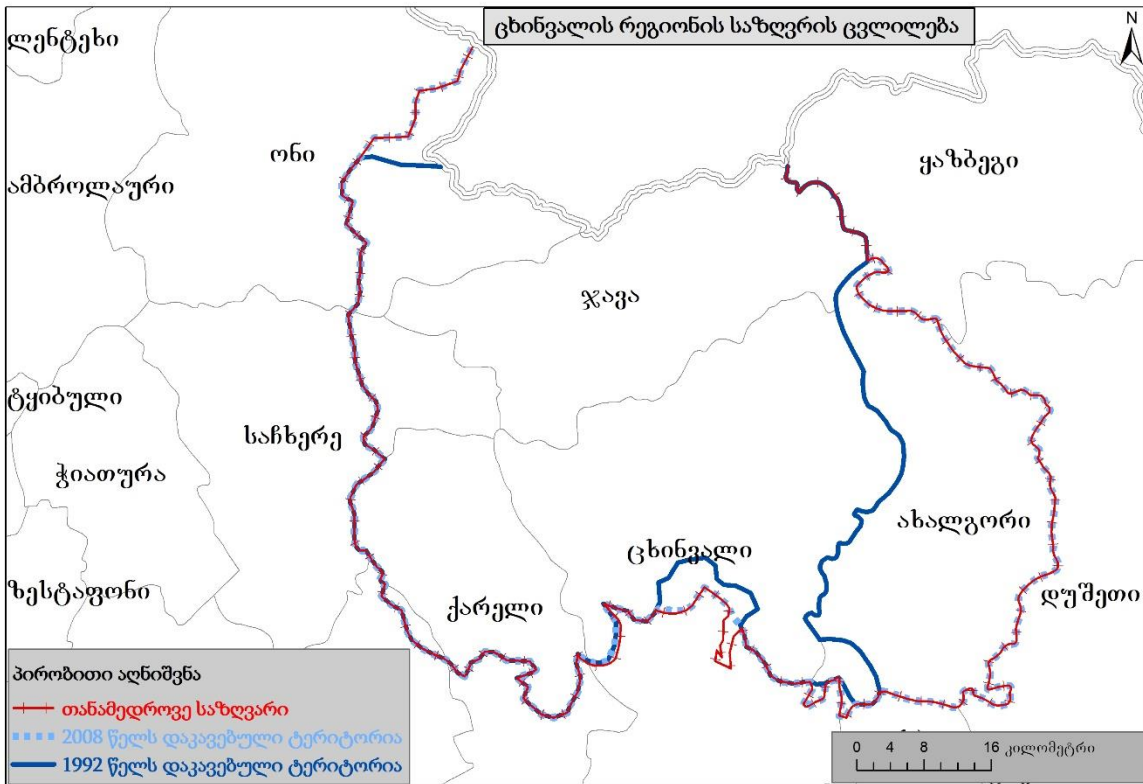 ცხინვალის რეგიონის საზღვრის ცვლილება
N
ლენტეხი
ონი
ყაზბეგი
ამბროლაური
ჯავა
ტყიბული
საჩხერე
ჭიათურა
ახალგორი
ცხინვალი
ზესტაფონი
ქარელი
დუშეთი
პირობითი აღნიშვნა
თანამედროვე საზღვარი
2008 წელს დაკავებული ტერიტორია
1992 წელს დაკავებული ტერიტორია
0 4 8 16 კილომეტრი